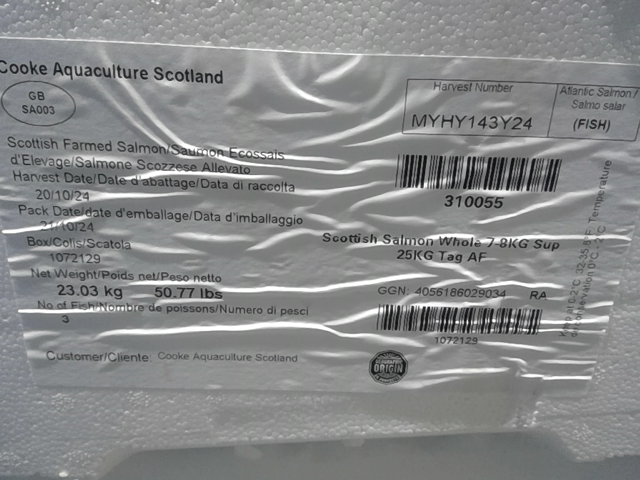 Cooke Aquaculture Scotland
GB
SA003
Harvest Number
MYHY143Y24
Atlantic Salmon/
Salmo salar
(FISH)
Scottish Farmed Salmon/Saumon Ecossais
d'Elevage/Salmone Scozzese Allevato
Harvest Date/Date d'abattage/Data di raccolta
20/10/24
Pack Date/date d'emballage/Data d'imballaggio
21/10/24
Box/Colis/Scatola
1072129
Net Weight/Poids net/Peso netto
23.03 kg 50.77 lbs
No of Fish/Nombre de poissons/Numero di pesci
3
Customer/Cliente: Cooke Aquaculture Scotland
310055
Scottish Salmon Whole 7-8KG Sup
25KG Tag AF
GGN: 4056186029034 RA
1072129
ORIGIN
Temperature